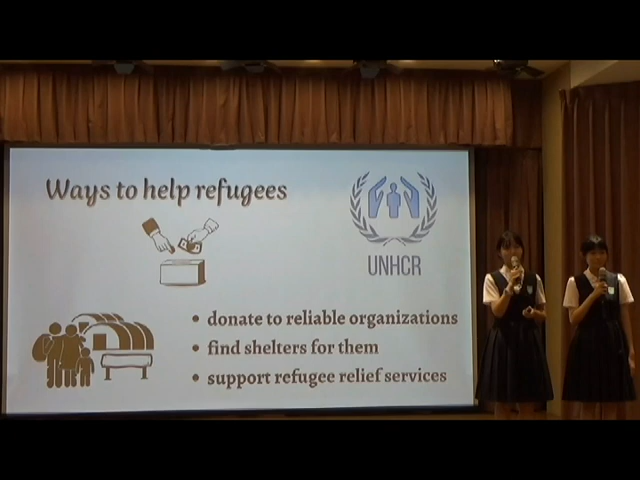 Ways to help refugees
UNHCR
• donate to reliable organizations
• find shelters for them
• support refugee relief services